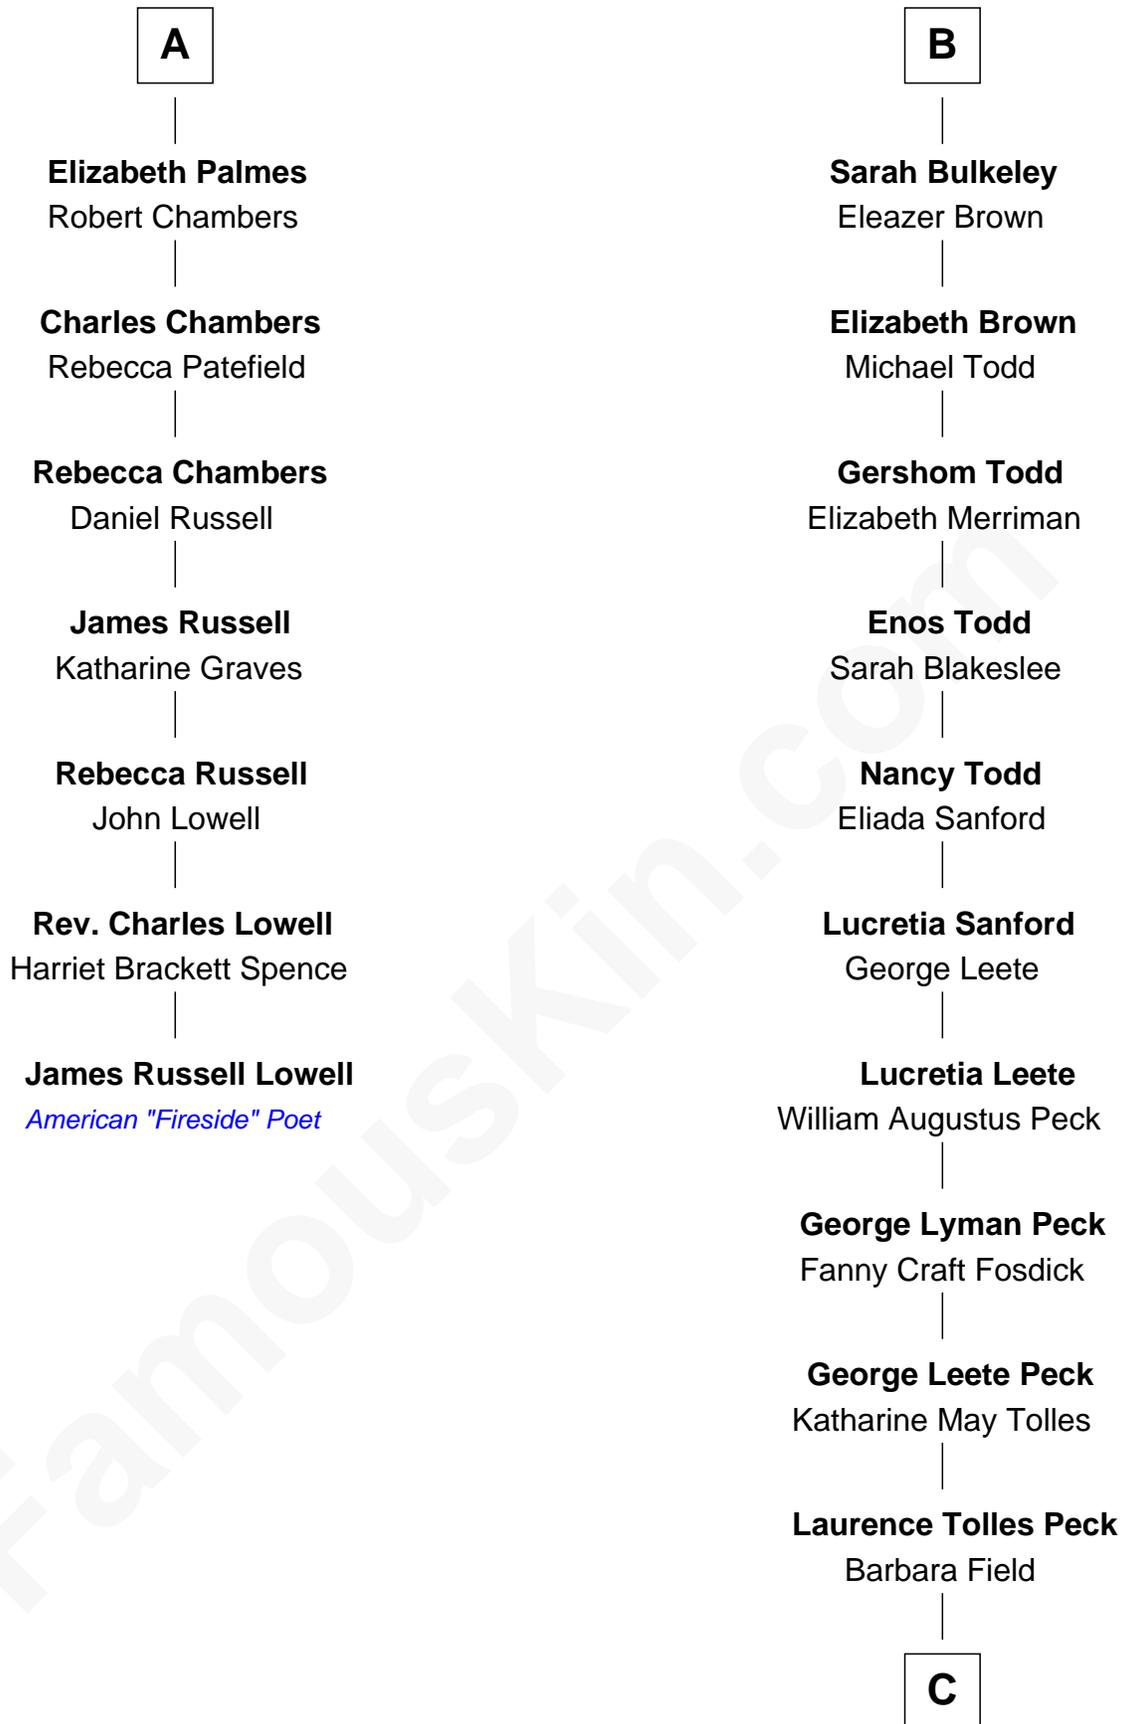 A
Elizabeth Palmes
Robert Chambers
Charles Chambers
Rebecca Patefield
Rebecca Chambers
Daniel Russell
James Russell
Katharine Graves
Rebecca Russell
John Lowell
Rev. Charles Lowell
Harriet Brackett Spence
James Russell Lowell
American "Fireside" Poet
B
Sarah Bulkeley
Eleazer Brown
Elizabeth Brown
Michael Todd
Gershom Todd
Elizabeth Merriman
Enos Todd
Sarah Blakeslee
Nancy Todd
Eliada Sanford
Lucretia Sanford
George Leete
Lucretia Leete
William Augustus Peck
George Lyman Peck
Fanny Craft Fosdick
George Leete Peck
Katharine May Tolles
Laurence Tolles Peck
Barbara Field
C
FamousKin.com